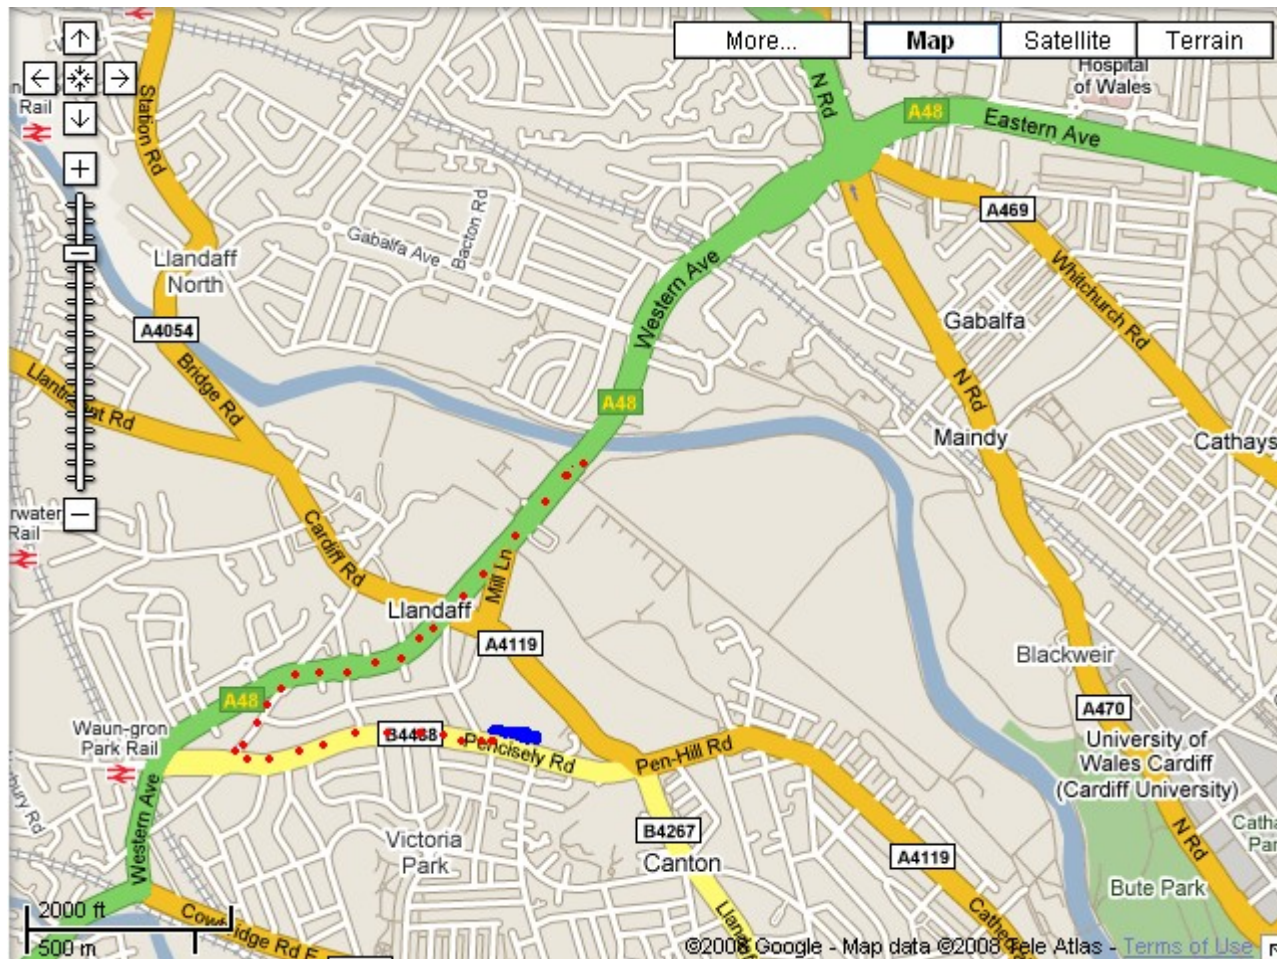 More...
Map
Satellite
Terrain
Hospital
of Wales
Rail
Station Rd
N Rd
A48
Eastern Ave
A469
Whitchurch Rd
Gabalfa Ave
Bacton Rd
Llandaff
North
Western Ave
Gabalfa
A4054
Bridge Rd
Rd
A48
N Rd
Maindy
Cathays
Rail
Cardiff Rd
Mill Ln
Llandaff
A4119
Blackweir
A48
A470
Waun-gron
Park Rail
B4488
Pencisely Rd
Pen-Hill Rd
University of
Wales Cardiff
(Cardiff University)
Western Ave
Victoria
Park
B4267
Canton
A4119
N Rd
Bute Park
2000 ft
500 m
Rd E
©2008 Google - Map data ©2008 Tele Atlas - Terms of Use